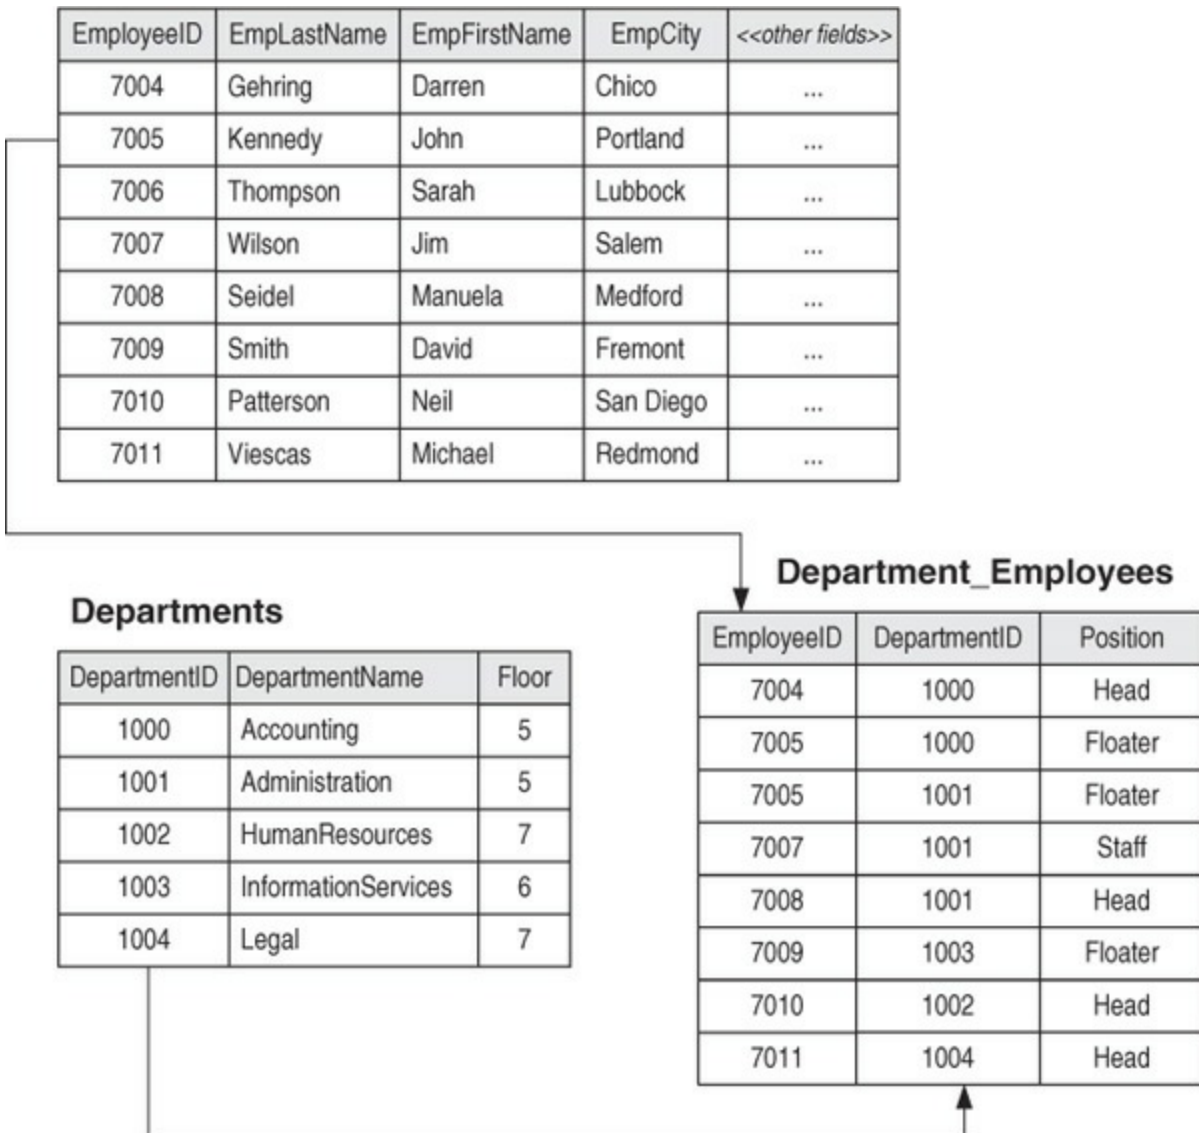 EmployeeID EmpLastName EmpFirstName EmpCity <<other fields>>
7004 Gehring Darren Chico ...
7005 Kennedy John Portland ...
7006 Thompson Sarah Lubbock ...
7007 Wilson Jim Salem ...
7008 Seidel Manuela Medford ...
7009 Smith David Fremont ...
7010 Patterson Neil San Diego ...
7011 Viescas Michael Redmond ...
Departments
DepartmentID DepartmentName Floor
1000 Accounting 5
1001 Administration 5
1002 HumanResources 7
1003 InformationServices 6
1004 Legal 7
Department_Employees
EmployeeID DepartmentID Position
7004 1000 Head
7005 1000 Floater
7005 1001 Floater
7007 1001 Staff
7008 1001 Head
7009 1003 Floater
7010 1002 Head
7011 1004 Head